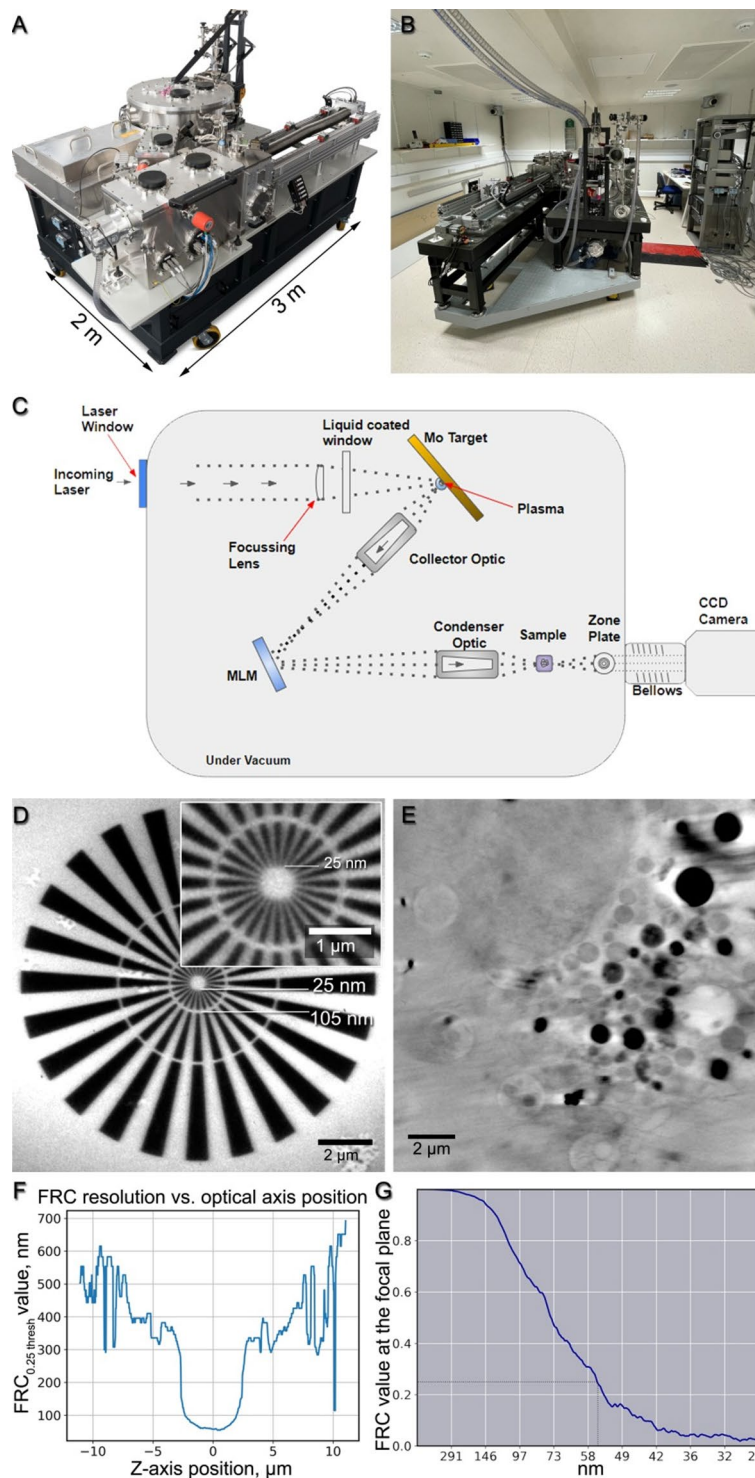 A
B
2 m
3 m
C
Laser
Window
Incoming
Laser
Liquid coated
window
Mo Target
Plasma
Focussing
Lens
Collector Optic
MLM
Condenser
Optic
Sample
Zone
Plate
CCD
Camera
Bellows
Under Vacuum
D
25 nm
1 µm
25 nm
105 nm
2 µm
E
2 µm
F
FRC resolution vs. optical axis position
FRC0.25 thresh value, nm
700
600
500
400
300
200
100
−10
−5
0
5
10
Z-axis position, µm
G
FRC value at the focal plane
0.8
0.6
0.4
0.2
0.0
291
146
97
73
58
49
42
36
32
nm